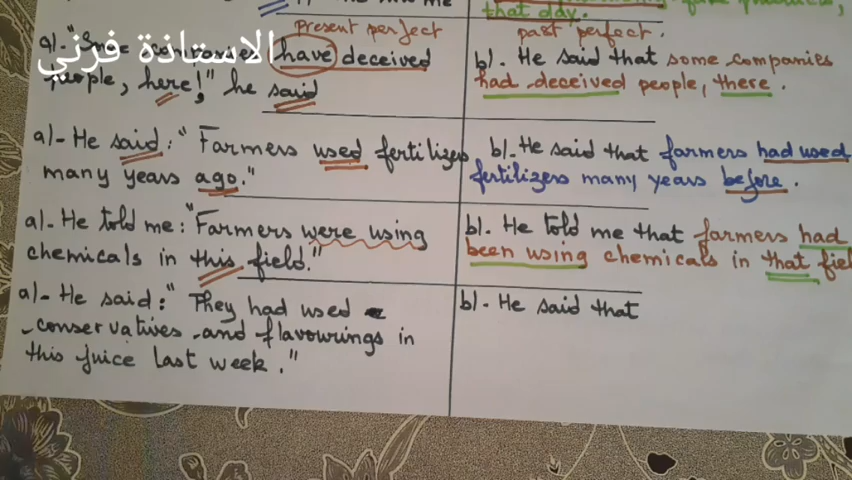 that day.
present perfect
past perfect.
الاستاذة فرني
a)- "Some companies have deceived
people, here!" he said
b). He said that some companies
had deceived people, there.
a)- He said: "Farmers used fertilizers
many years ago."
b). He said that farmers had used
fertilizers many years before.
a)- He told me: "Farmers were using
chemicals in this field."
b). He told me that farmers had
been using chemicals in that
a)- He said: "They had used
conservatives and flavourings in
this juice last week."
b). He said that